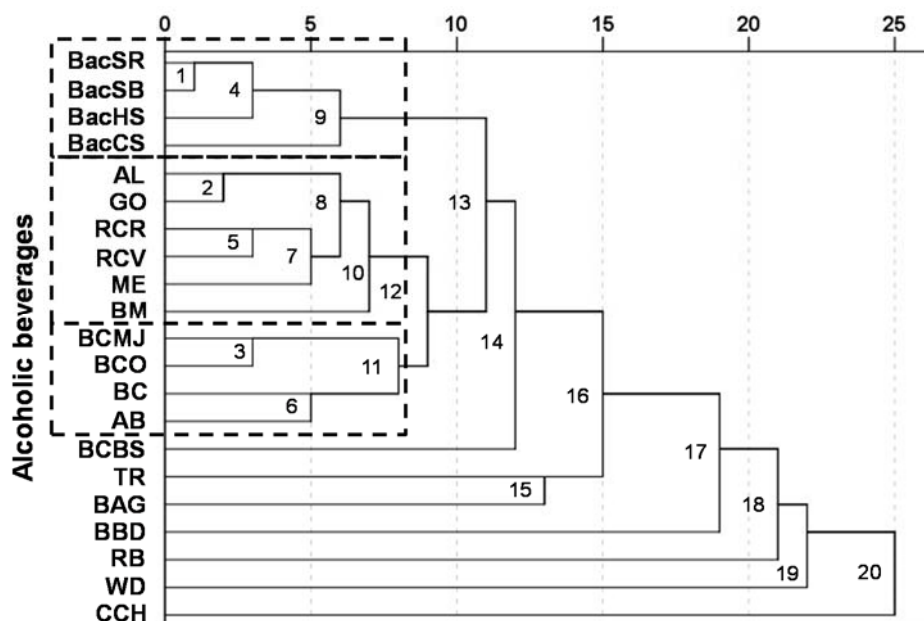 0 5 10 15 20 25
BacSR
1
BacSB
4
BacHS
9
BacCS
AL
2
GO
8
13
RCR
5
RCV
7
10
ME
12
BM
BCMJ
3
14
BCO
11
BC
16
6
AB
BCBS
17
TR
15
BAG
18
BBD
RB
19
20
WD
CCH
Alcoholic beverages